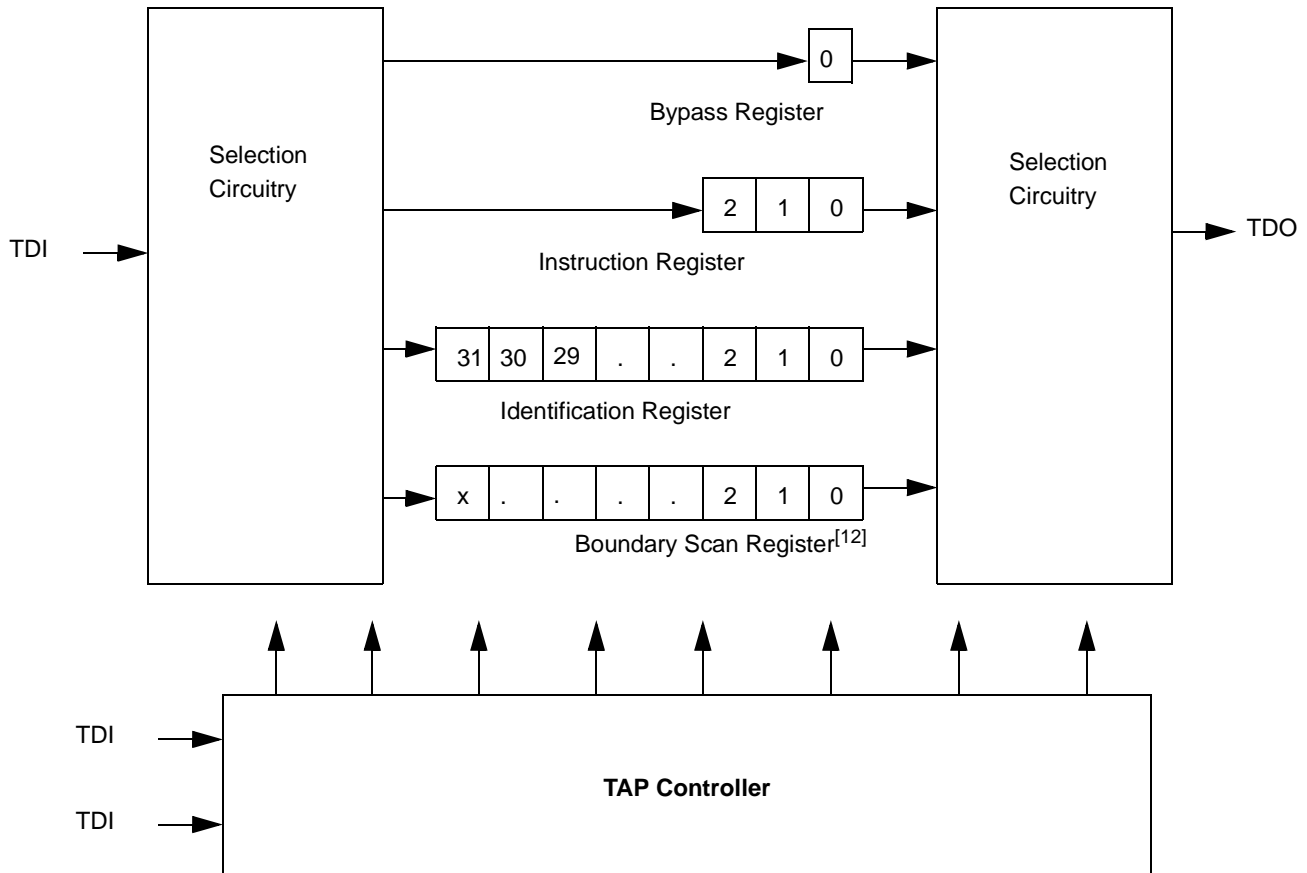 0
Bypass Register
Selection
Circuitry
Selection
Circuitry
2 1 0
TDI
TDO
Instruction Register
31 30 29 . . 2 1 0
Identification Register
x . . . . 2 1 0
Boundary Scan Register[12]
TDI
TAP Controller
TDI